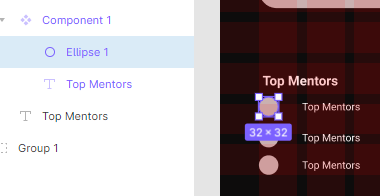 Component 1
Ellipse 1
Top Mentors
Top Mentors
Group 1
Top Mentors
Top Mentors
32 × 32
Top Mentors
Top Mentors